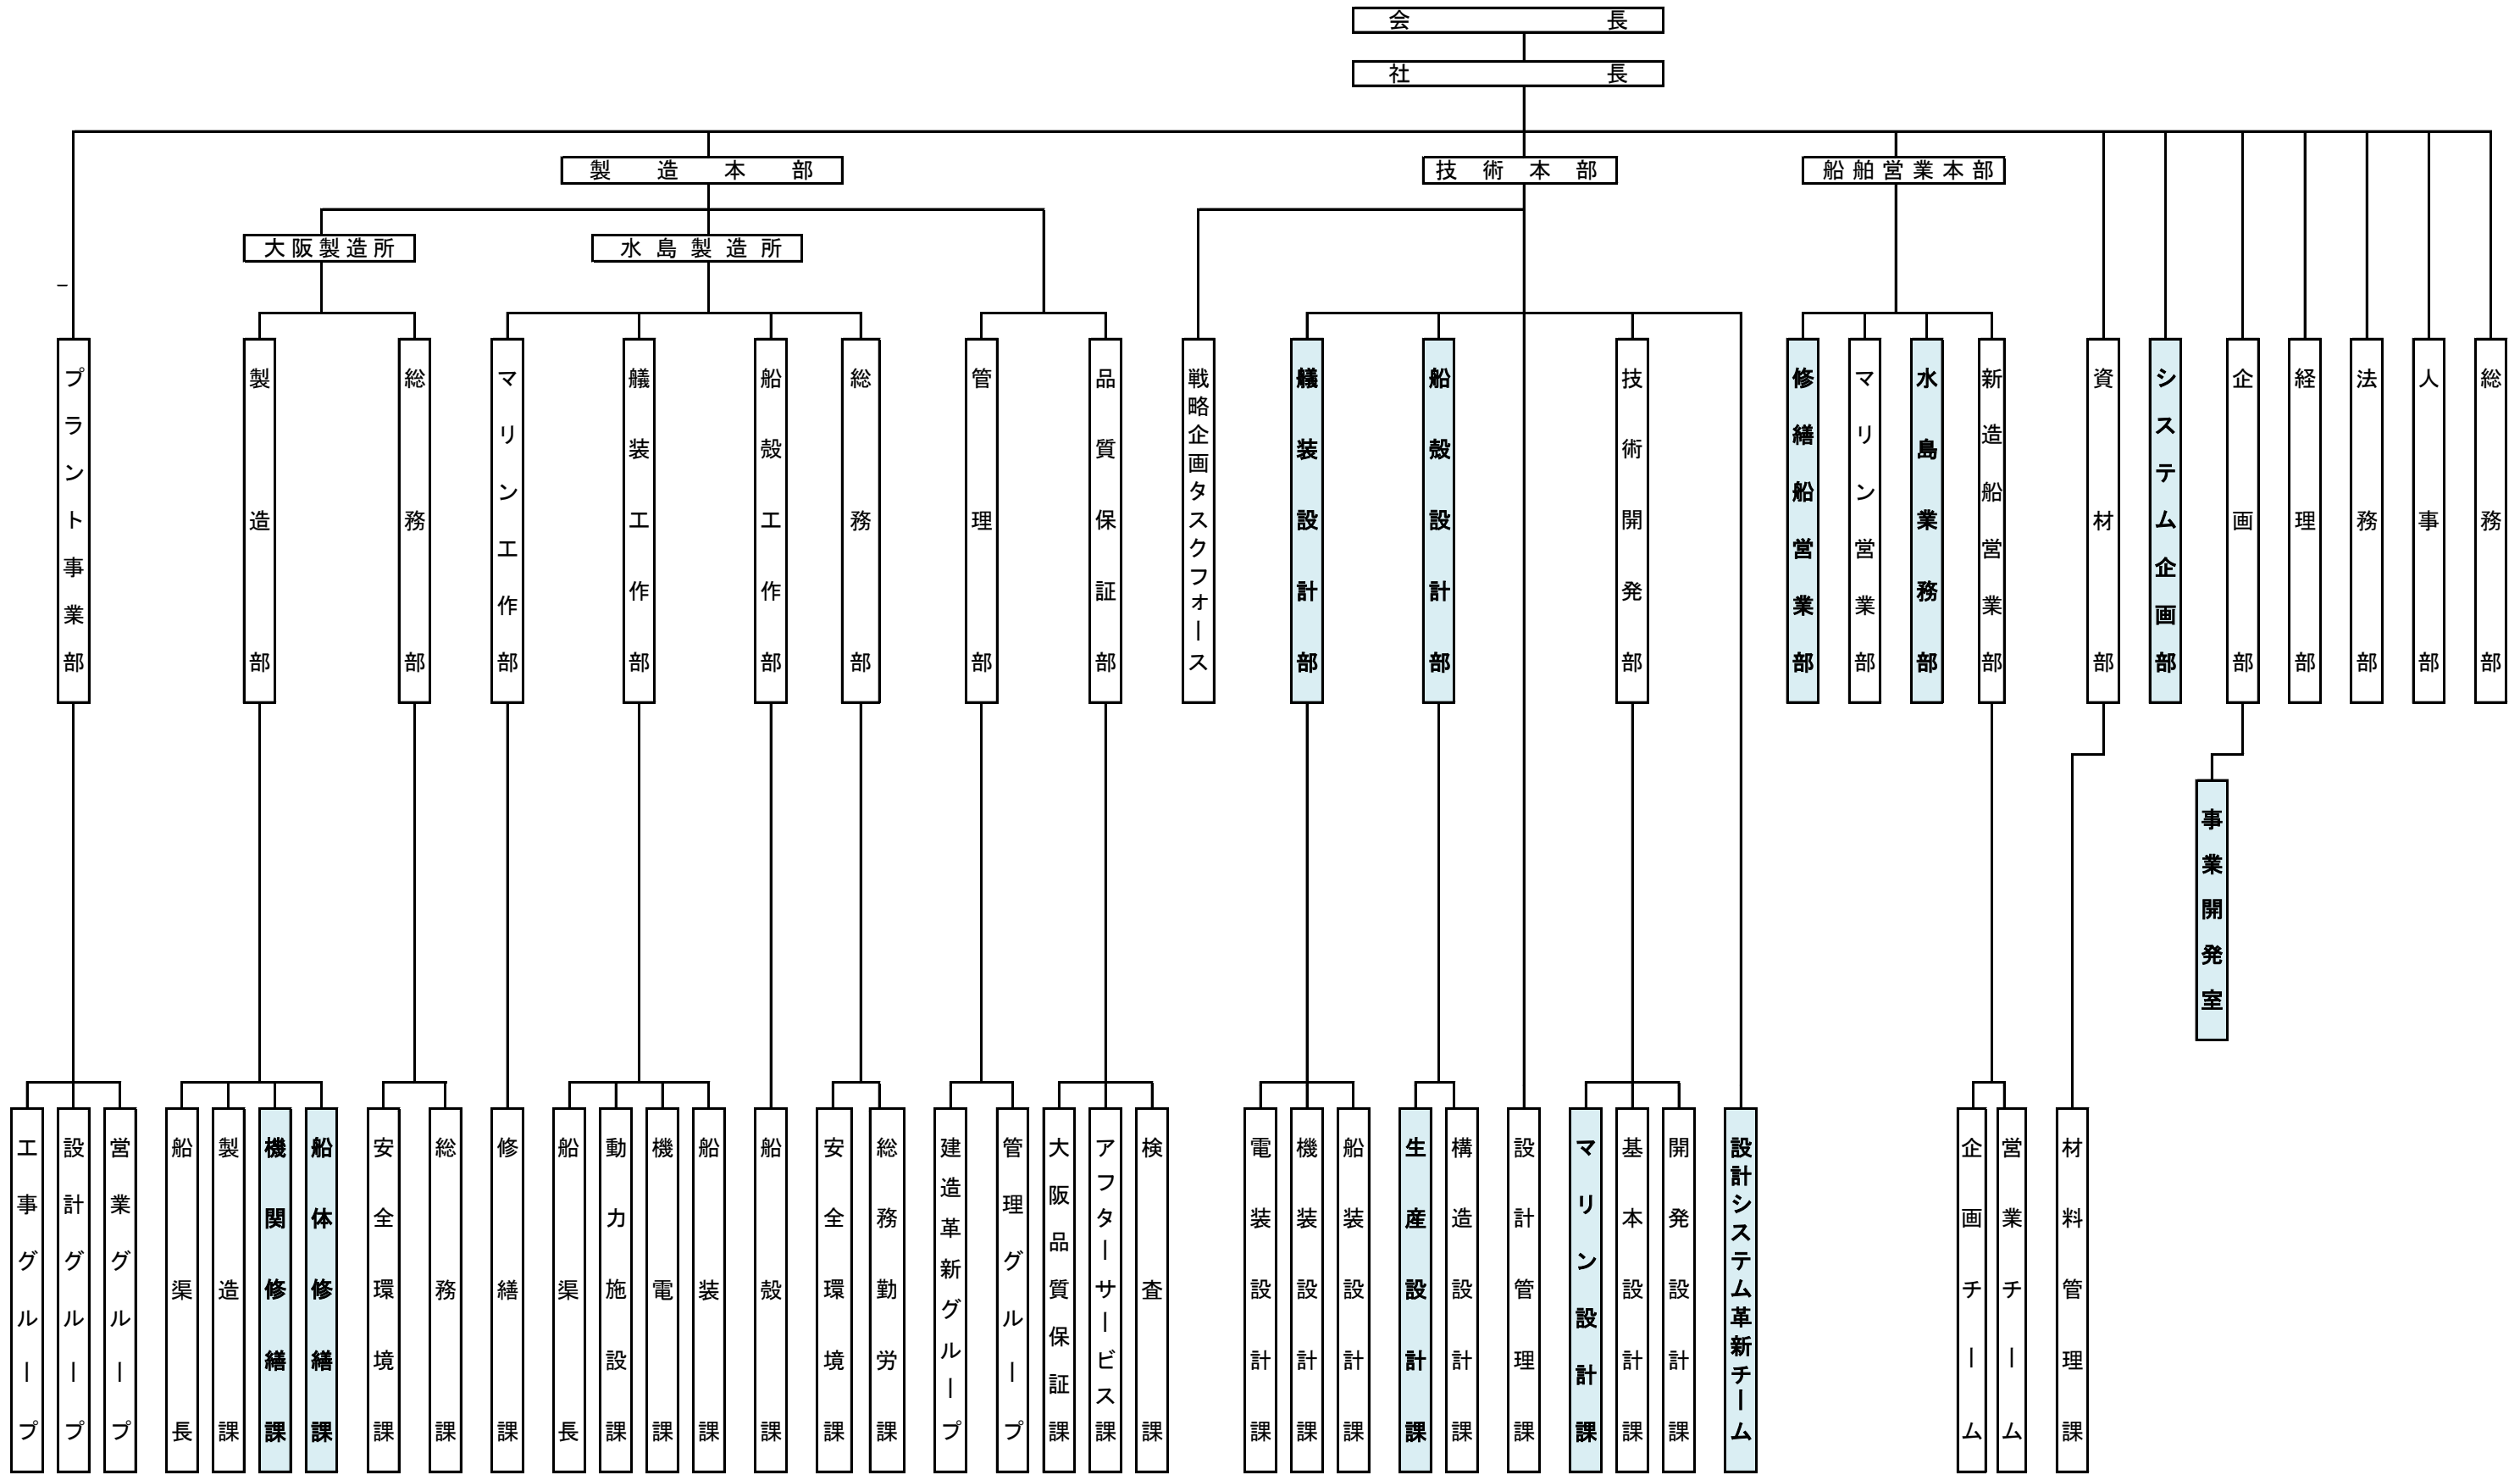 会長
社長
製造本部
技術本部
船舶営業本部
大阪製造所
水島製造所
プラント事業部
製造部
総務部
マリン工作部
艤装工作部
船殻工作部
総務部
管理部
品質保証部
戦略企画タスクフォース
艤装設計部
船殻設計部
技術開発部
修繕船営業部
マリン営業部
水島業務部
新造船営業部
資材部
システム企画部
企画部
経理部
法務部
人事部
総務部
事業開発室
工事グループ
設計グループ
営業グループ
船渠長
製造課
機関修繕課
船体修繕課
安全環境課
総務課
修繕課
船渠長
動力施設課
機電課
船装課
船殻課
安全環境課
総務勤労課
建造革新グループ
管理グループ
大阪品質保証課
アフターサービス課
検査課
電装設計課
機装設計課
船装設計課
生産設計課
構造設計課
設計管理課
マリン設計課
基本設計課
開発設計課
設計システム革新チーム
企画チーム
営業チーム
材料管理課